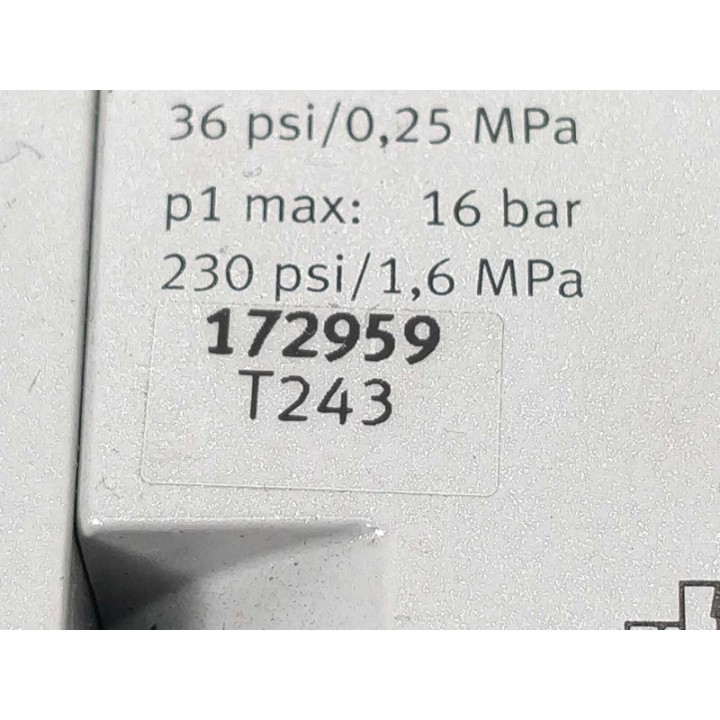 36 psi/0,25 MPa
p1 max: 16 bar
230 psi/1,6 MPa
172959
T243